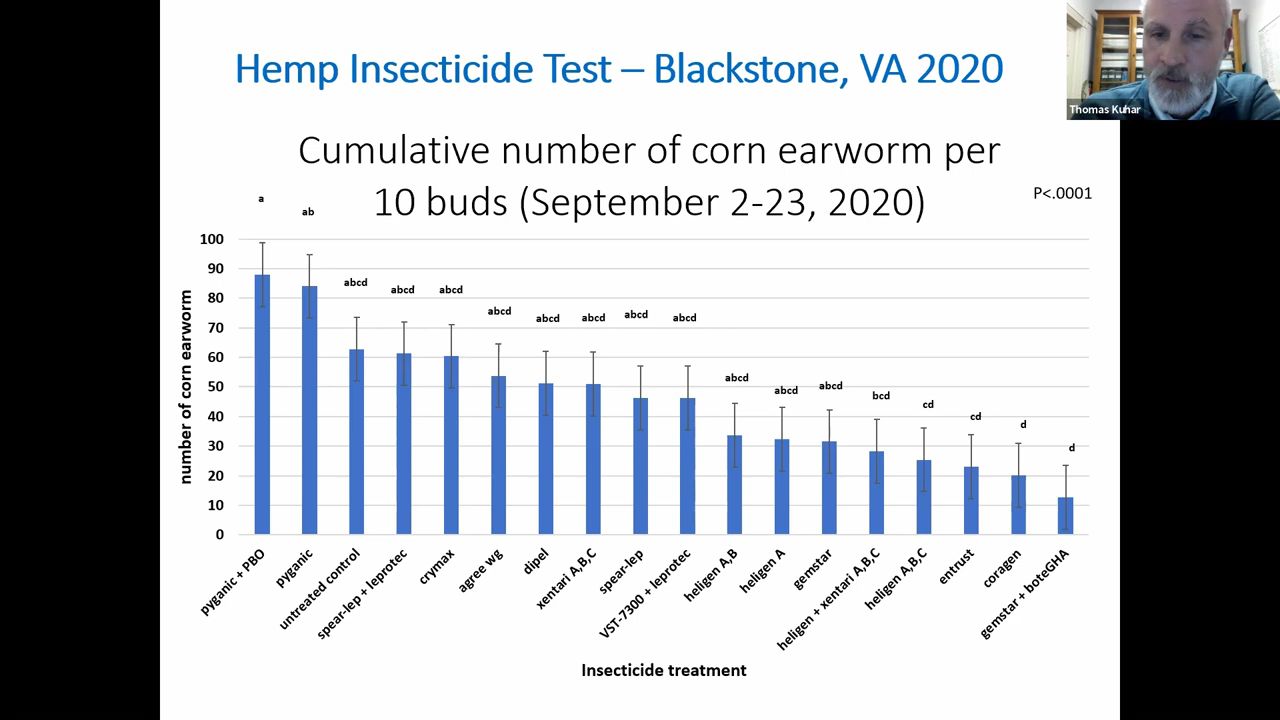 Hemp Insecticide Test – Blackstone, VA 2020
Thomas Kuhar
Cumulative number of corn earworm per
10 buds (September 2-23, 2020)
P<.0001
a
ab
abcd
abcd
abcd
abcd
abcd
abcd
abcd
abcd
abcd
abcd
abcd
bcd
cd
cd
d
d
100
90
80
70
60
50
40
30
20
10
0
number of corn earworm
pyganic + PBO
pyganic
untreated control
spear-lep + leprotec
crymax
agree wg
dipel
xentari A,B,C
spear-lep
VST-7300 + leprotec
heligen A,B
heligen A
gemstar
heligen + xentari A,B,C
heligen A,B,C
entrust
coragen
gemstar + boteGHA
Insecticide treatment